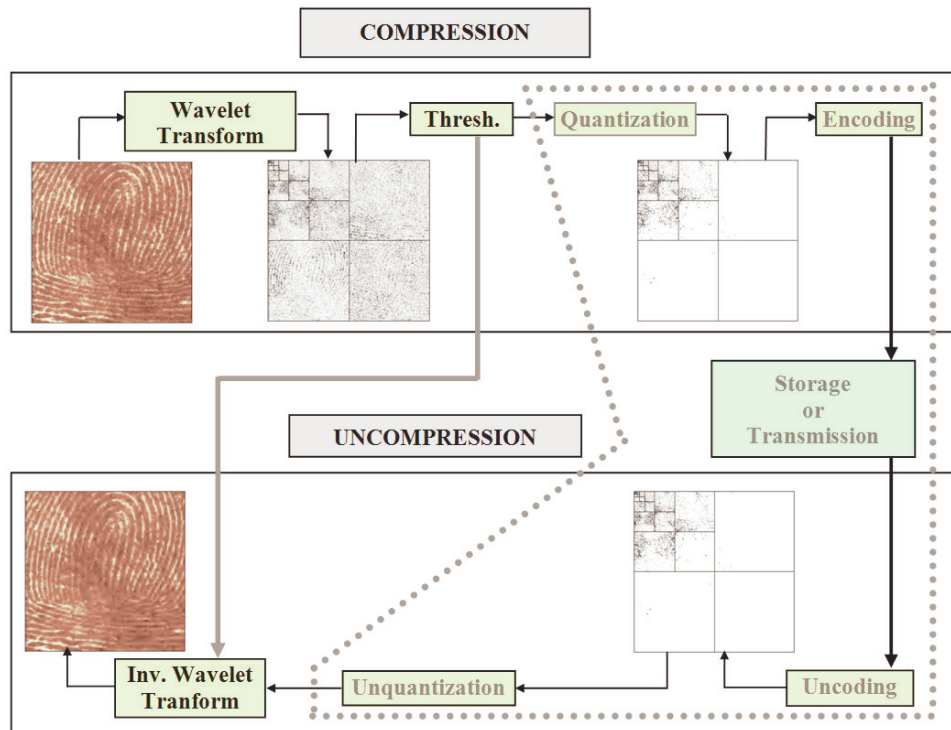 COMPRESSION
Wavelet
Transform
Thresh.
Quantization
Encoding
Storage
or
Transmission
UNCOMPRESSION
Inv. Wavelet
Tranform
Unquantization
Uncoding